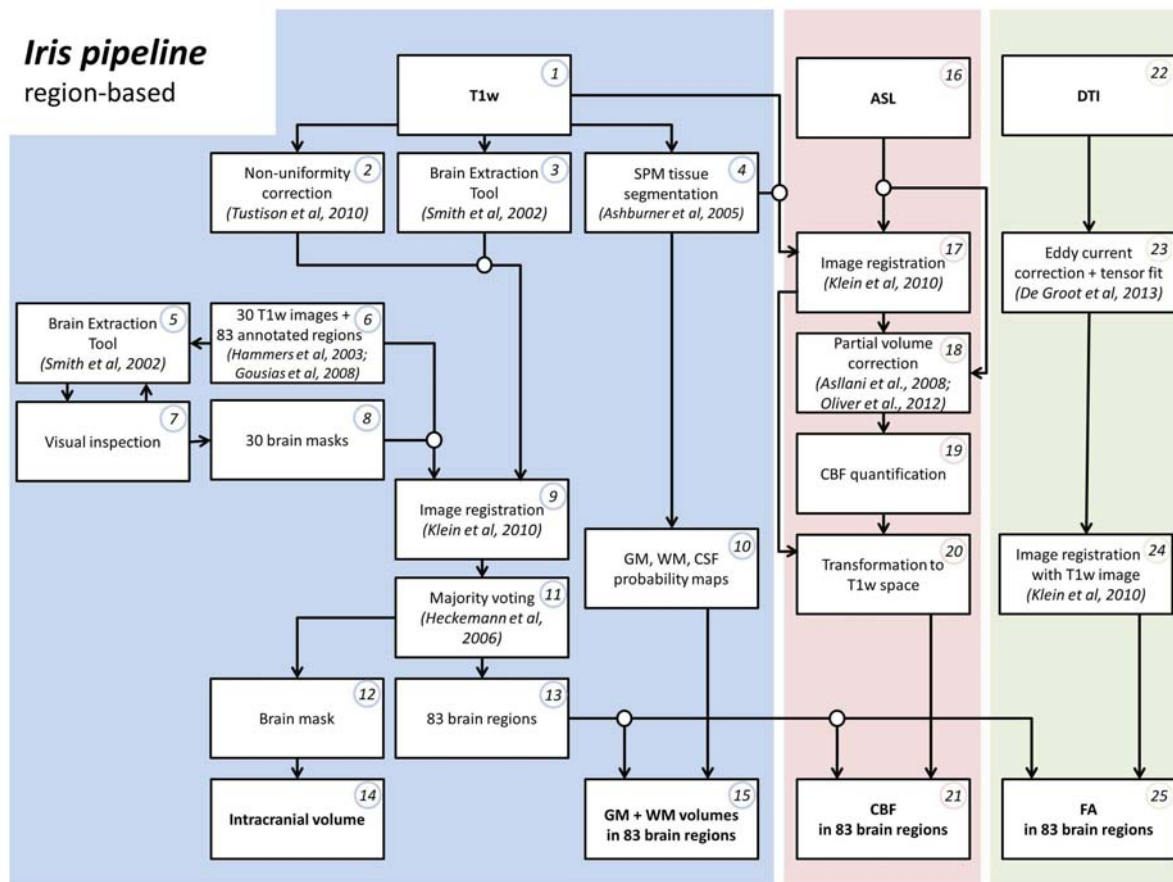 Iris pipeline
region-based
1
T1w
16
ASL
22
DTI
2
Non-uniformity
correction
(Tustison et al, 2010)
3
Brain Extraction
Tool
(Smith et al, 2002)
4
SPM tissue
segmentation
(Ashburner et al, 2005)
17
Image registration
(Klein et al, 2010)
23
Eddy current
correction + tensor fit
(De Groot et al, 2013)
5
Brain Extraction
Tool
(Smith et al, 2002)
6
30 T1w images +
83 annotated regions
(Hammers et al, 2003;
Gousias et al, 2008)
18
Partial volume
correction
(Asllani et al., 2008;
Oliver et al., 2012)
7
Visual inspection
8
30 brain masks
19
CBF quantification
9
Image registration
(Klein et al, 2010)
10
GM, WM, CSF
probability maps
20
Transformation to
T1w space
24
Image registration
with T1w image
(Klein et al, 2010)
11
Majority voting
(Heckemann et al,
2006)
12
Brain mask
13
83 brain regions
14
Intracranial volume
15
GM + WM volumes
in 83 brain regions
21
CBF
in 83 brain regions
25
FA
in 83 brain regions